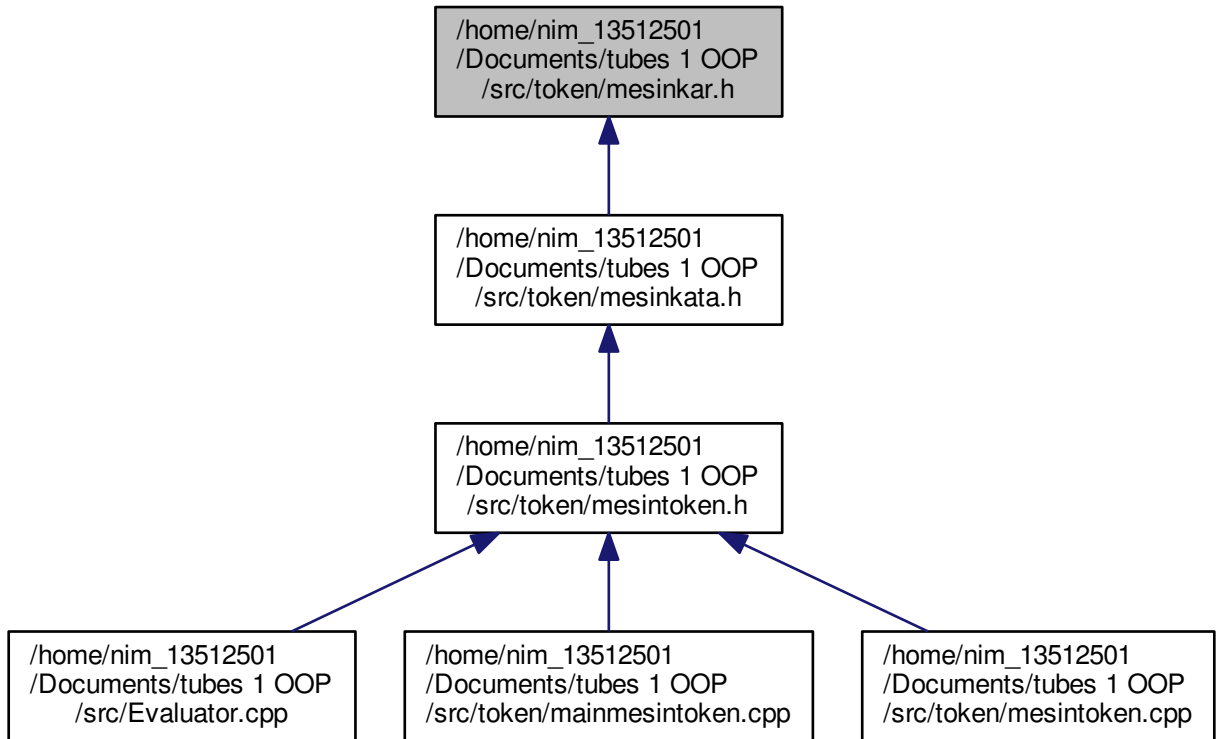 /home/nim_13512501
/Documents/tubes 1 OOP
/src/token/mesinkar.h
/home/nim_13512501
/Documents/tubes 1 OOP
/src/token/mesinkata.h
/home/nim_13512501
/Documents/tubes 1 OOP
/src/token/mesintoken.h
/home/nim_13512501
/Documents/tubes 1 OOP
/src/Evaluator.cpp
/home/nim_13512501
/Documents/tubes 1 OOP
/src/token/mainmesintoken.cpp
/home/nim_13512501
/Documents/tubes 1 OOP
/src/token/mesintoken.cpp